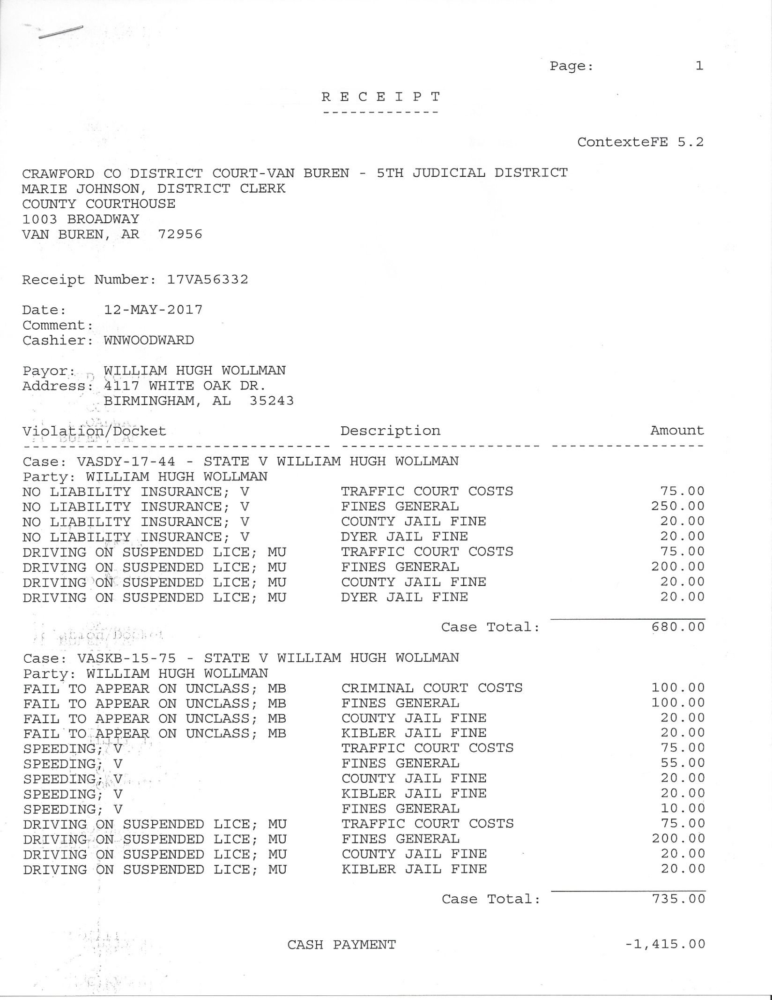 Page: 1
R E C E I P T
-------------
ContexteFE 5.2
CRAWFORD CO DISTRICT COURT-VAN BUREN - 5TH JUDICIAL DISTRICT
MARIE JOHNSON, DISTRICT CLERK
COUNTY COURTHOUSE
1003 BROADWAY
VAN BUREN, AR 72956
Receipt Number: 17VA56332
Date: 12-MAY-2017
Comment:
Cashier: WNWOODWARD
Payor: WILLIAM HUGH WOLLMAN
Address: 4117 WHITE OAK DR.
BIRMINGHAM, AL 35243
Violation/Docket Description Amount
Case: VASDY-17-44 - STATE V WILLIAM HUGH WOLLMAN
Party: WILLIAM HUGH WOLLMAN
NO LIABILITY INSURANCE; V TRAFFIC COURT COSTS 75.00
NO LIABILITY INSURANCE; V FINES GENERAL 250.00
NO LIABILITY INSURANCE; V COUNTY JAIL FINE 20.00
NO LIABILITY INSURANCE; V DYER JAIL FINE 20.00
DRIVING ON SUSPENDED LICE; MU TRAFFIC COURT COSTS 75.00
DRIVING ON SUSPENDED LICE; MU FINES GENERAL 200.00
DRIVING ON SUSPENDED LICE; MU COUNTY JAIL FINE 20.00
DRIVING ON SUSPENDED LICE; MU DYER JAIL FINE 20.00
Case Total: 680.00
Case: VASKB-15-75 - STATE V WILLIAM HUGH WOLLMAN
Party: WILLIAM HUGH WOLLMAN
FAIL TO APPEAR ON UNCLASS; MB CRIMINAL COURT COSTS 100.00
FAIL TO APPEAR ON UNCLASS; MB FINES GENERAL 100.00
FAIL TO APPEAR ON UNCLASS; MB COUNTY JAIL FINE 20.00
FAIL TO APPEAR ON UNCLASS; MB KIBLER JAIL FINE 20.00
SPEEDING; V TRAFFIC COURT COSTS 75.00
SPEEDING; V FINES GENERAL 55.00
SPEEDING; V COUNTY JAIL FINE 20.00
SPEEDING; V KIBLER JAIL FINE 20.00
SPEEDING; V FINES GENERAL 10.00
DRIVING ON SUSPENDED LICE; MU TRAFFIC COURT COSTS 75.00
DRIVING ON SUSPENDED LICE; MU FINES GENERAL 200.00
DRIVING ON SUSPENDED LICE; MU COUNTY JAIL FINE 20.00
DRIVING ON SUSPENDED LICE; MU KIBLER JAIL FINE 20.00
Case Total: 735.00
CASH PAYMENT -1,415.00